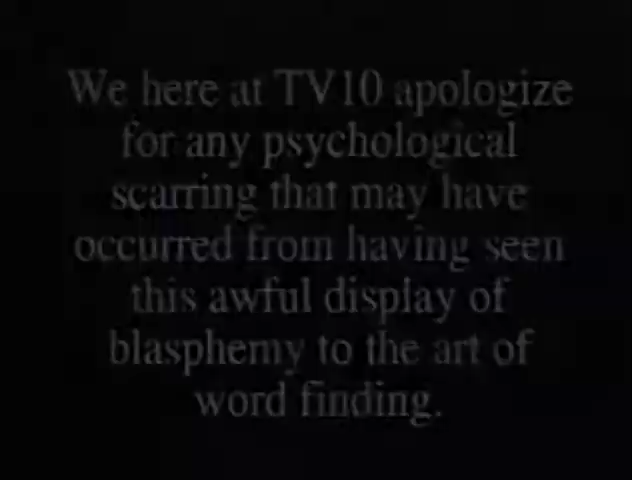 We here at TV10 apologize
for any psychological
scarring that may have
occurred from having seen
this awful display of
blasphemy to the art of
word finding.